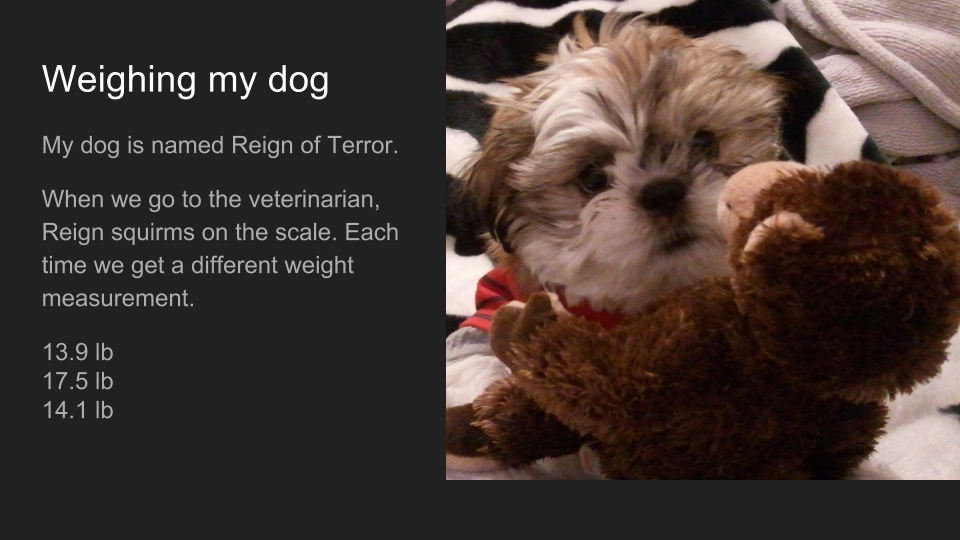 Weighing my dog
My dog is named Reign of Terror.
When we go to the veterinarian,
Reign squirms on the scale. Each
time we get a different weight
measurement.
13.9 lb
17.5 lb
14.1 lb